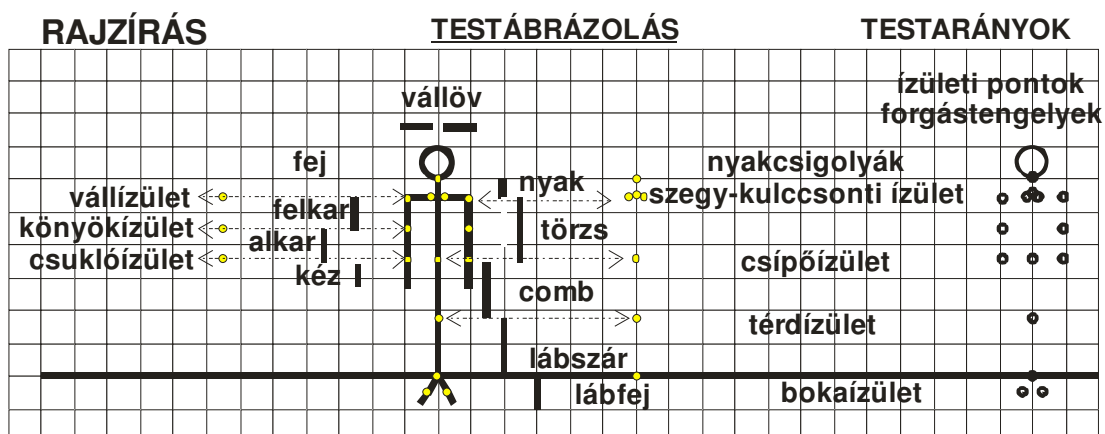 RAJZÍRÁS TESTÁBRÁZOLÁS TESTARÁNYOK
ízületi pontok
forgástengelyek
vállöv
fej nyakcsigolyák
nyak
vállízület szegy-kulccsonti ízület
felkar
könyökízület törzs
alkar
csuklóízület csípőízület
kéz
comb
térdízület
lábszár
lábfej bokaízület